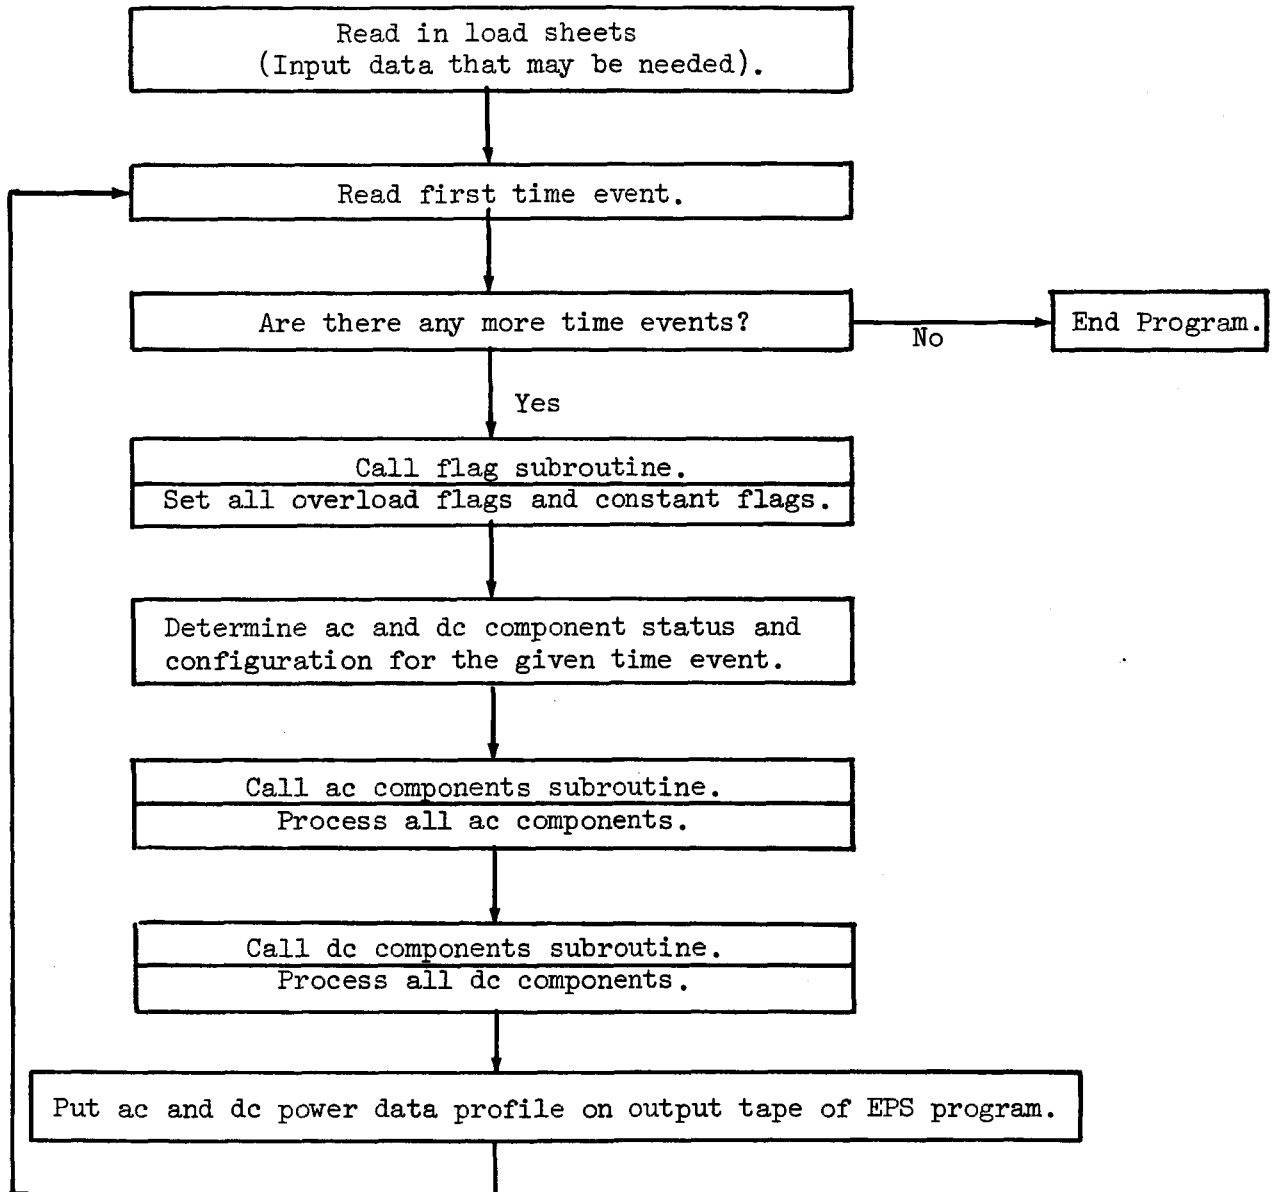 Read in load sheets
(Input data that may be needed).
Read first time event.
Are there any more time events?
No
End Program.
Yes
Call flag subroutine.
Set all overload flags and constant flags.
Determine ac and dc component status and
configuration for the given time event.
Call ac components subroutine.
Process all ac components.
Call dc components subroutine.
Process all dc components.
Put ac and dc power data profile on output tape of EPS program.